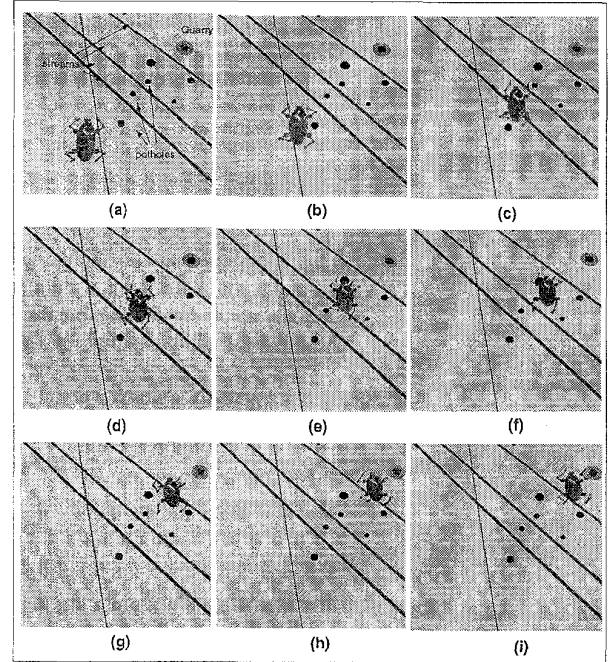 Quarry
streams
potholes
(a)
(b)
(c)
(d)
(e)
(f)
(g)
(h)
(i)